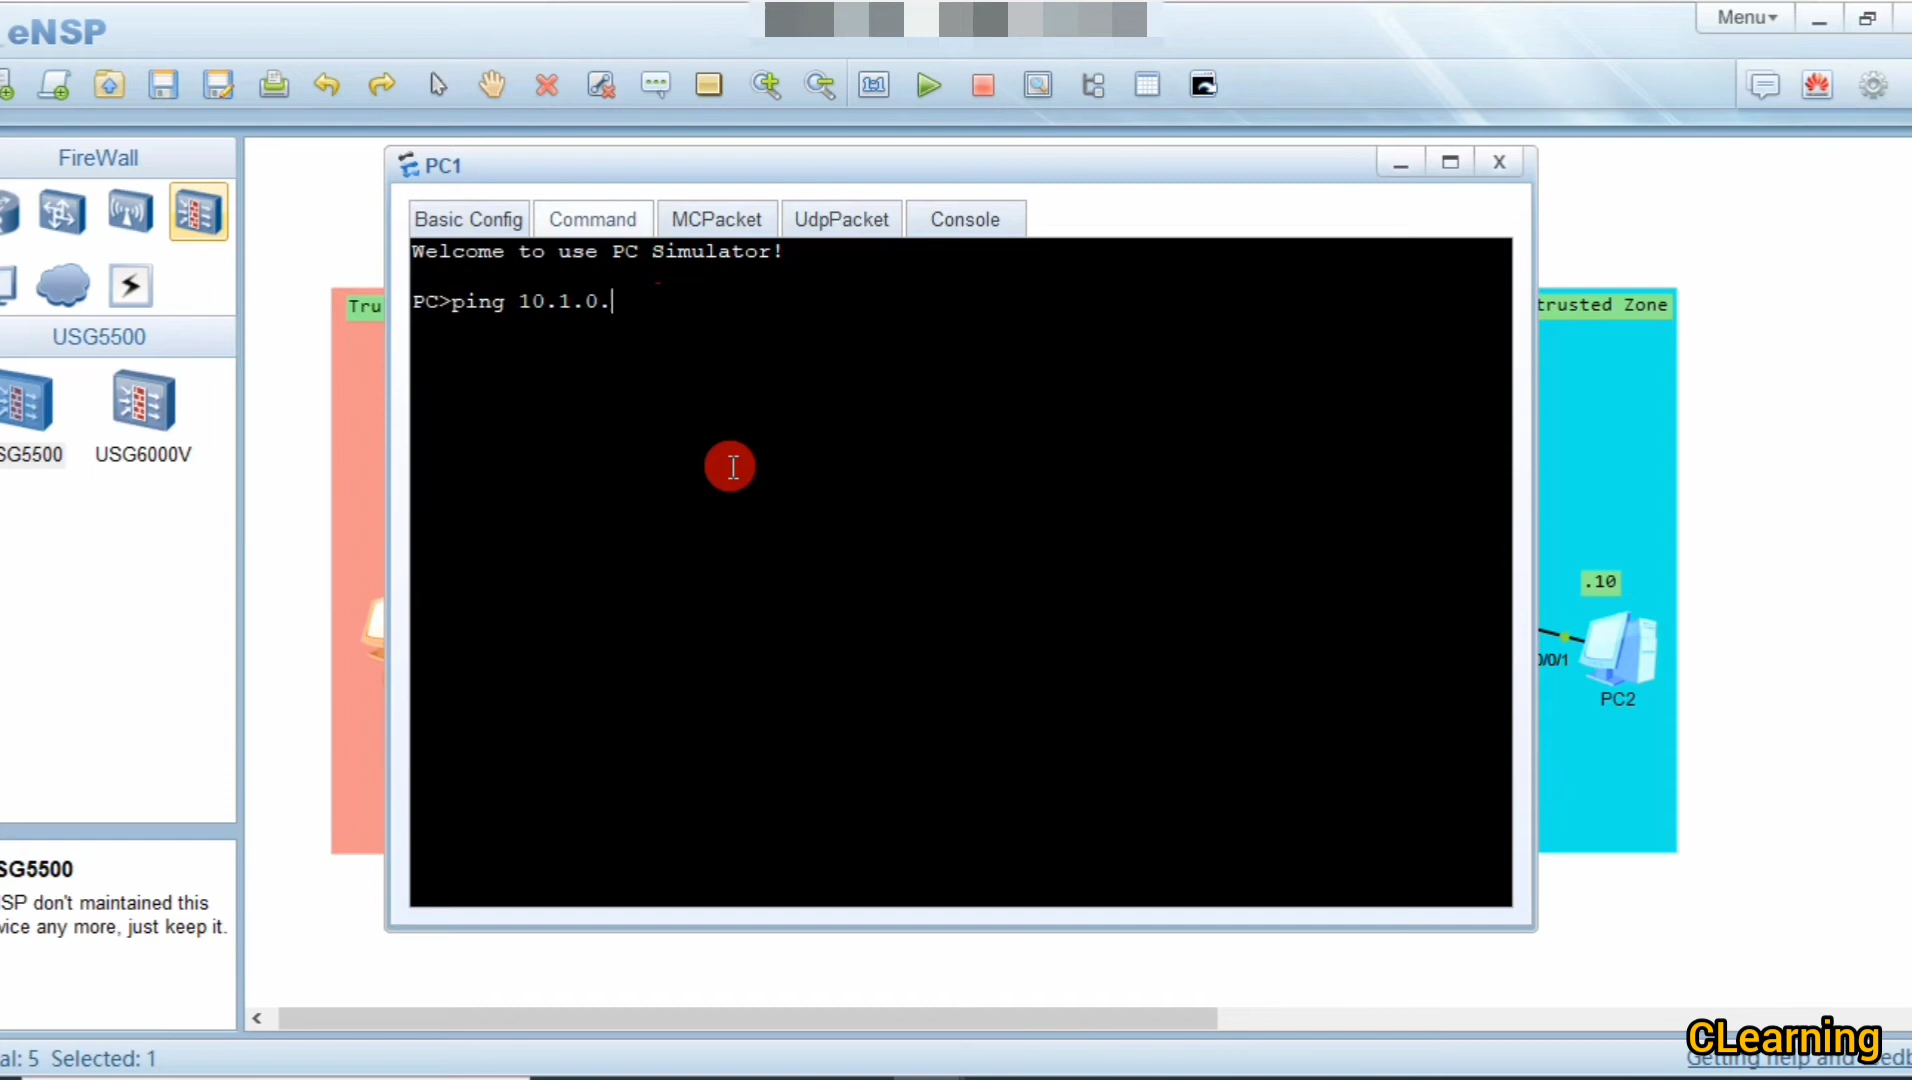 eNSP
Menu
FireWall
USG5500
SG5500
USG6000V
SG5500
SP don't maintained this
vice any more, just keep it.
PC1
Basic Config
Command
MCPacket
UdpPacket
Console
Welcome to use PC Simulator!
PC>ping 10.1.0.
Tru
trusted Zone
.10
0/0/1
PC2
al: 5 Selected: 1
Getting help and feedb
CLearning
1:1